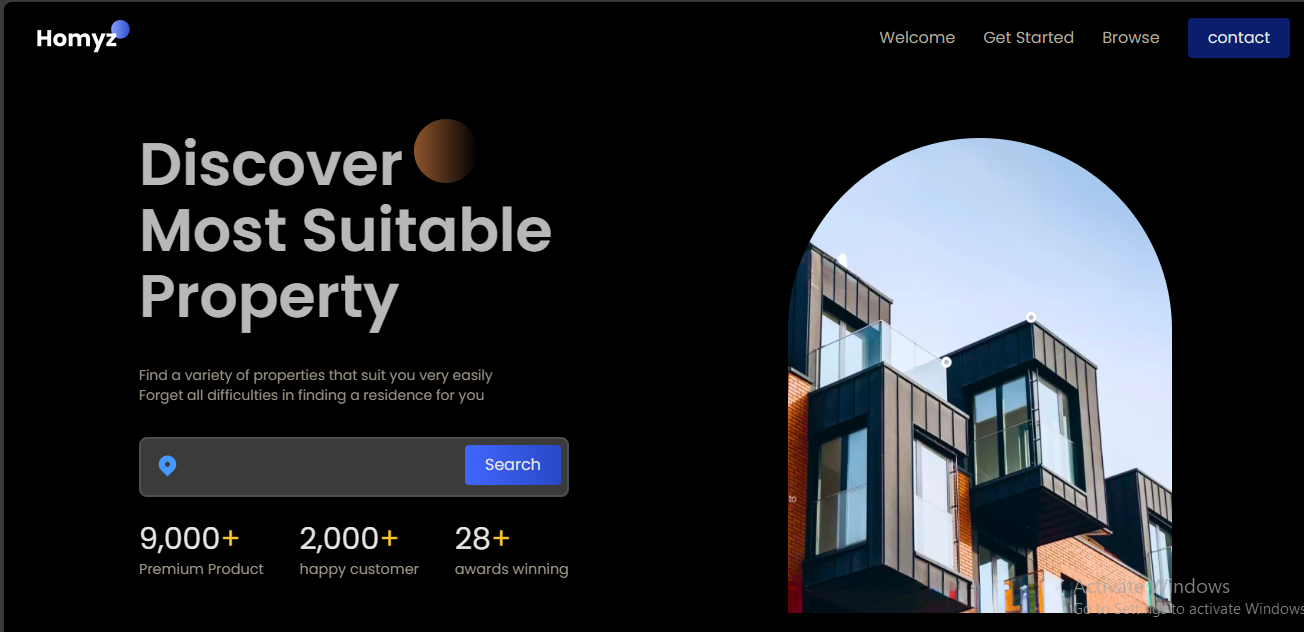 Homyz
Welcome
Get Started
Browse
contact
Discover
Most Suitable
Property
Find a variety of properties that suit you very easily
Forget all difficulties in finding a residence for you
Search
9,000+
2,000+
28+
Premium Product
happy customer
awards winning
to
Activate Windows
Go to Settings to activate Windows